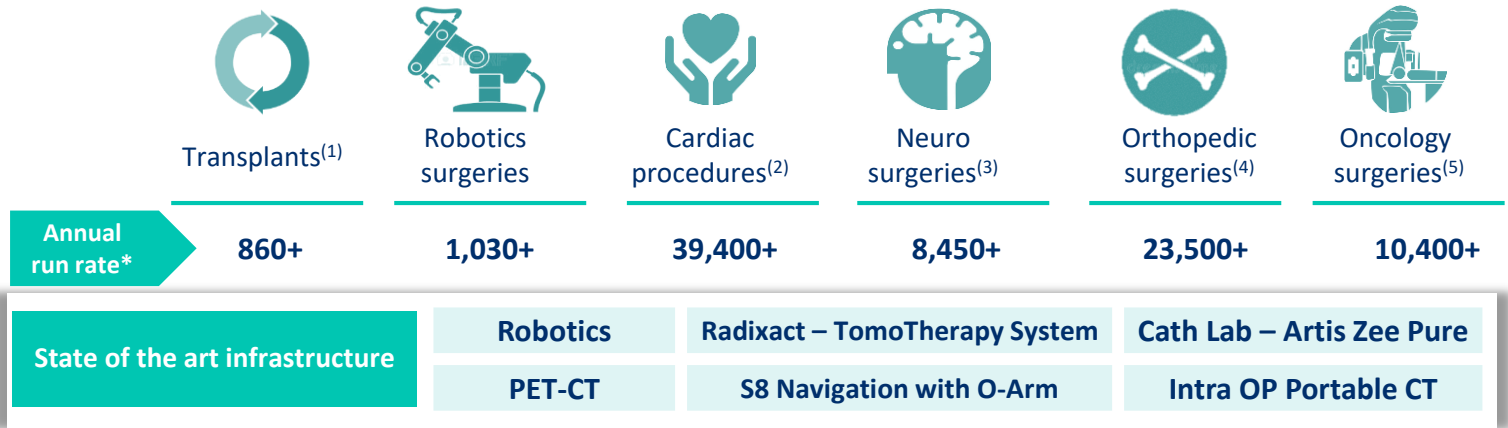 Transplants(1)
Robotics
surgeries
Cardiac
procedures(2)
Neuro
surgeries(3)
Orthopedic
surgeries(4)
Oncology
surgeries(5)
Annual
run rate*
860+
1,030+
39,400+
8,450+
23,500+
10,400+
State of the art infrastructure
Robotics
Radixact – TomoTherapy System
Cath Lab – Artis Zee Pure
PET-CT
S8 Navigation with O-Arm
Intra OP Portable CT